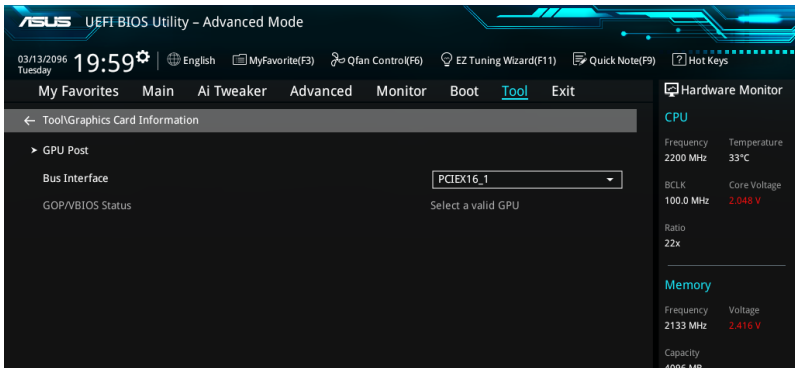 ASUS UEFI BIOS Utility – Advanced Mode
03/13/2096
Tuesday
19:59
English
MyFavorite(F3)
Qfan Control(F6)
EZ Tuning Wizard(F11)
Quick Note(F9)
? Hot Keys
My Favorites Main Ai Tweaker Advanced Monitor Boot Tool Exit
← Tool\Graphics Card Information
➤ GPU Post
Bus Interface PCIEX16_1
GOP/VBIOS Status Select a valid GPU
Hardware Monitor
CPU
Frequency Temperature
2200 MHz 33°C
BCLK Core Voltage
100.0 MHz 2.048 V
Ratio
22x
Memory
Frequency Voltage
2133 MHz 2.416 V
Capacity
4096 MB